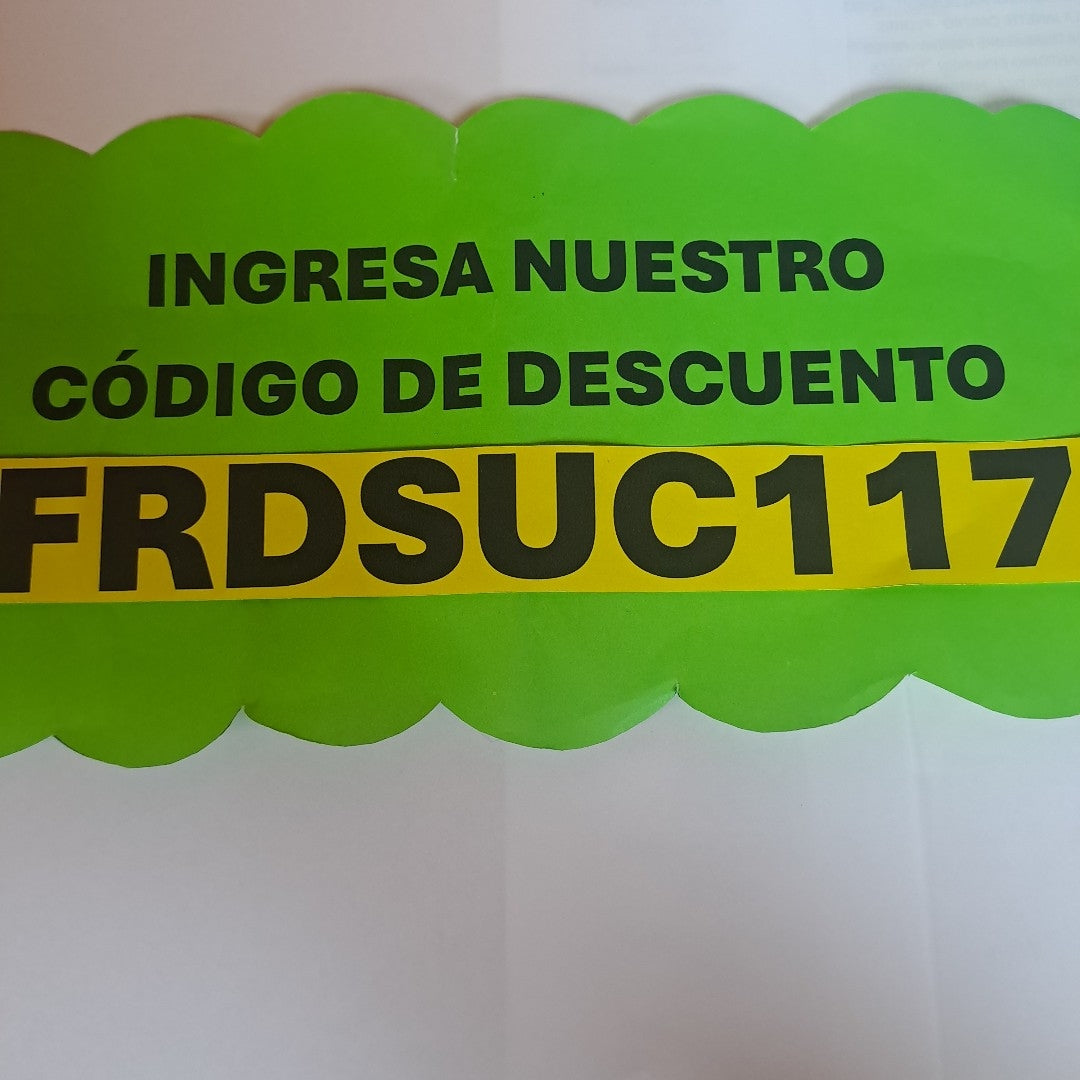 INGRESA NUESTRO
CÓDIGO DE DESCUENTO
FRDSUC117